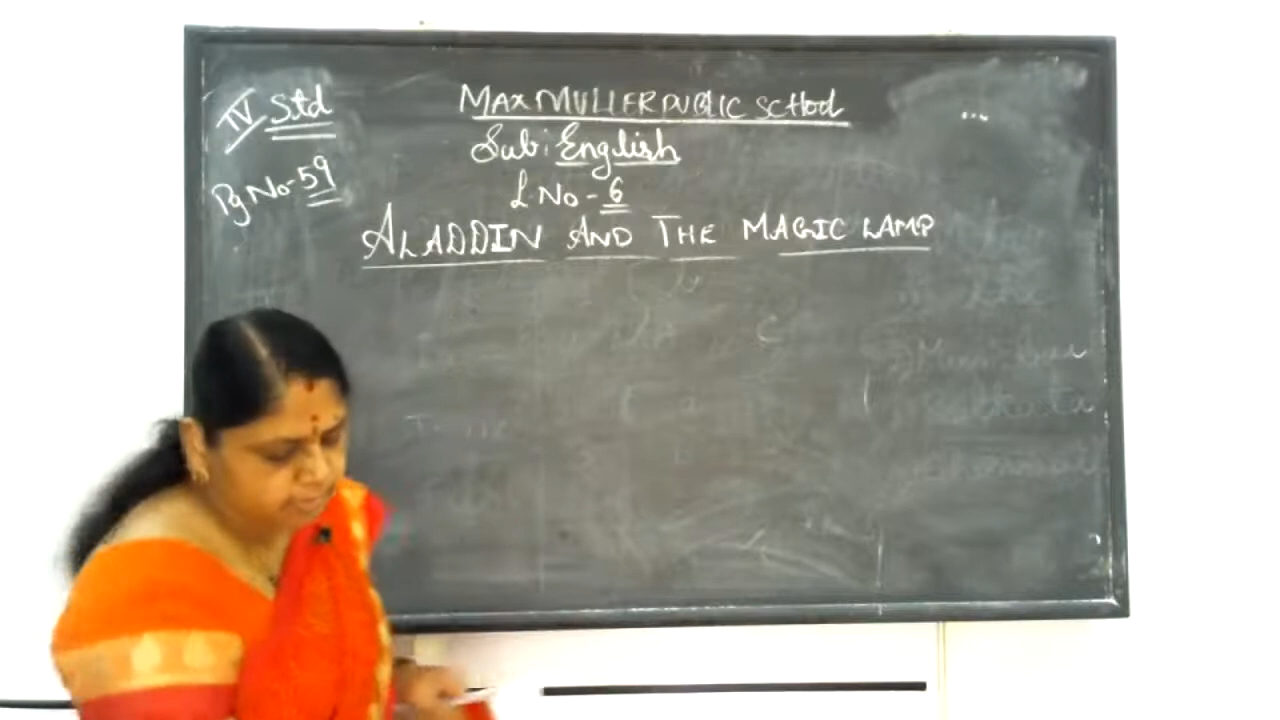 IV Std
MAX MULLER PUBLIC SCHOOL
...
Sub: English
Pg No-59
L No-6
ALADDIN AND THE MAGIC LAMP